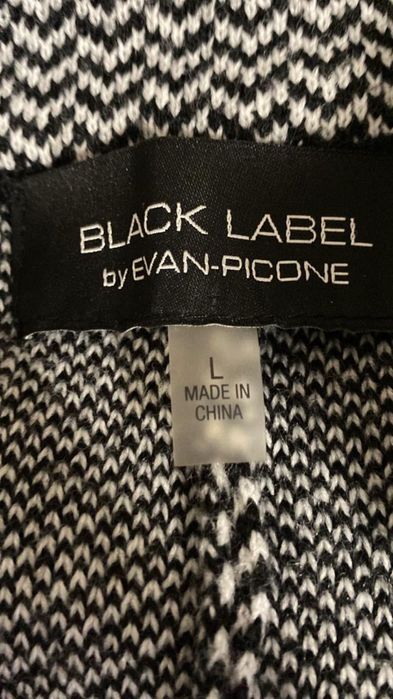 BLACK LABEL
by EVAN-PICONE
L
MADE IN
CHINA